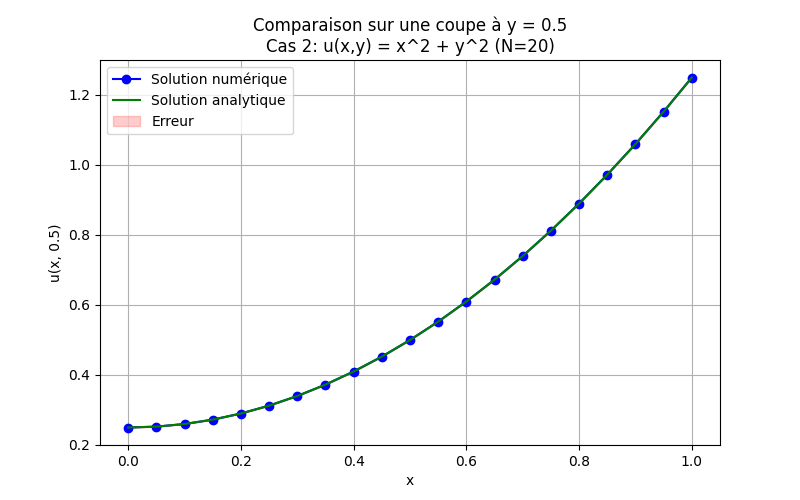 Comparaison sur une coupe à y = 0.5
Cas 2: u(x,y) = x^2 + y^2 (N=20)
Solution numérique
Solution analytique
Erreur
u(x, 0.5)
1.2
1.0
0.8
0.6
0.4
0.2
0.0
0.2
0.4
0.6
0.8
1.0
x